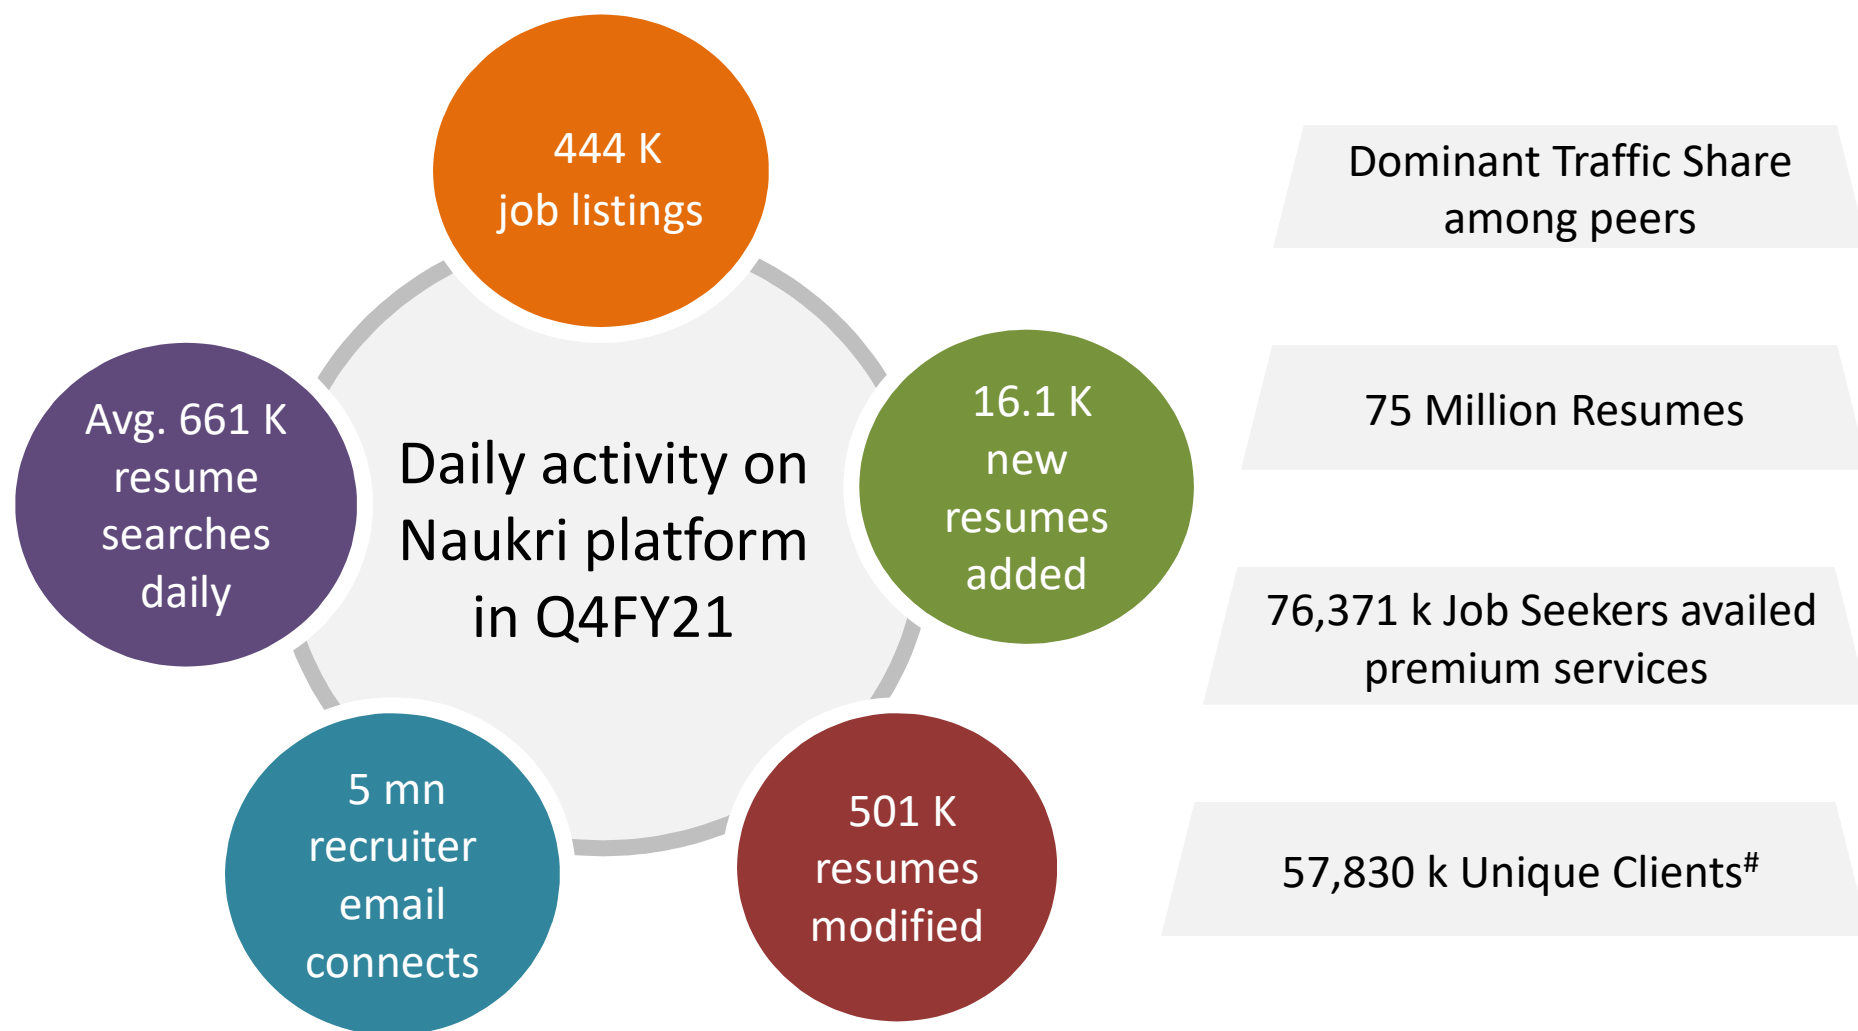 444 K
job listings
16.1 K
new
resumes
added
501 K
resumes
modified
5 mn
recruiter
email
connects
Avg. 661 K
resume
searches
daily
Daily activity on
Naukri platform
in Q4FY21
Dominant Traffic Share
among peers
75 Million Resumes
76,371 k Job Seekers availed
premium services
57,830 k Unique Clients#